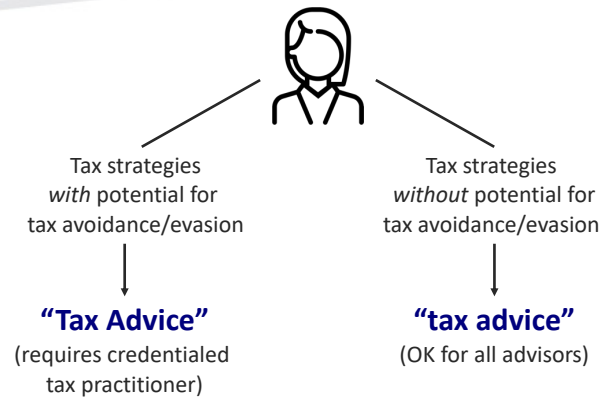 Tax strategies
with potential for
tax avoidance/evasion
“Tax Advice”
(requires credentialed
tax practitioner)
Tax strategies
without potential for
tax avoidance/evasion
“tax advice”
(OK for all advisors)